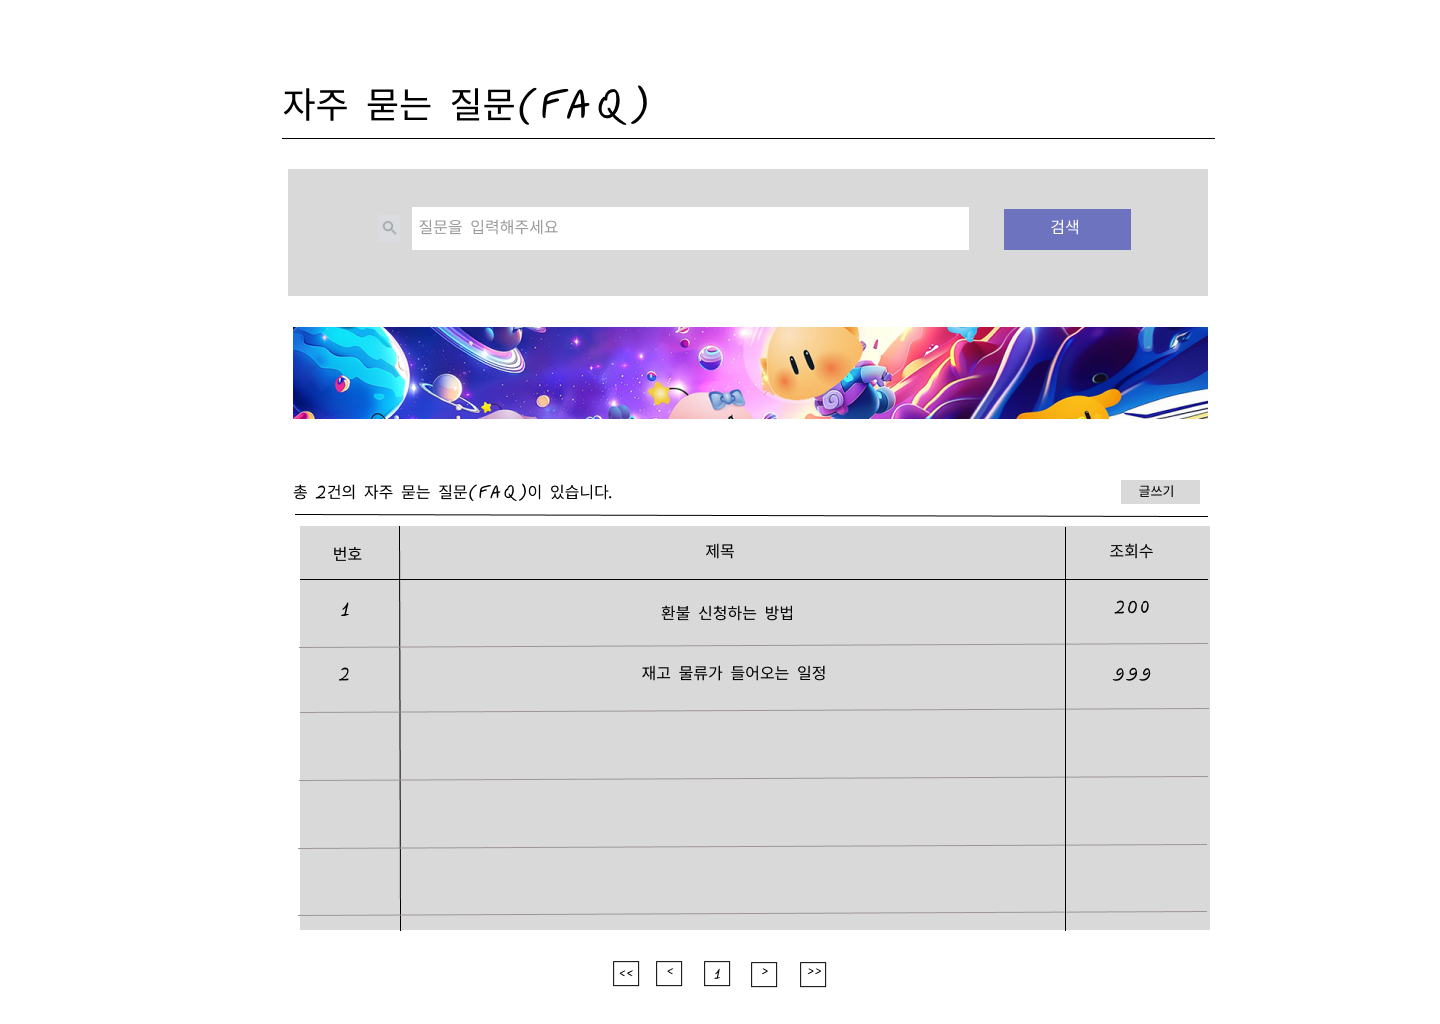 자주 묻는 질문(FAQ)
질문을 입력해주세요 검색
총 2건의 자주 묻는 질문(FAQ)이 있습니다. 글쓰기
번호 제목 조회수
1 환불 신청하는 방법 200
2 재고 물류가 들어오는 일정 999
<< < 1 > >>